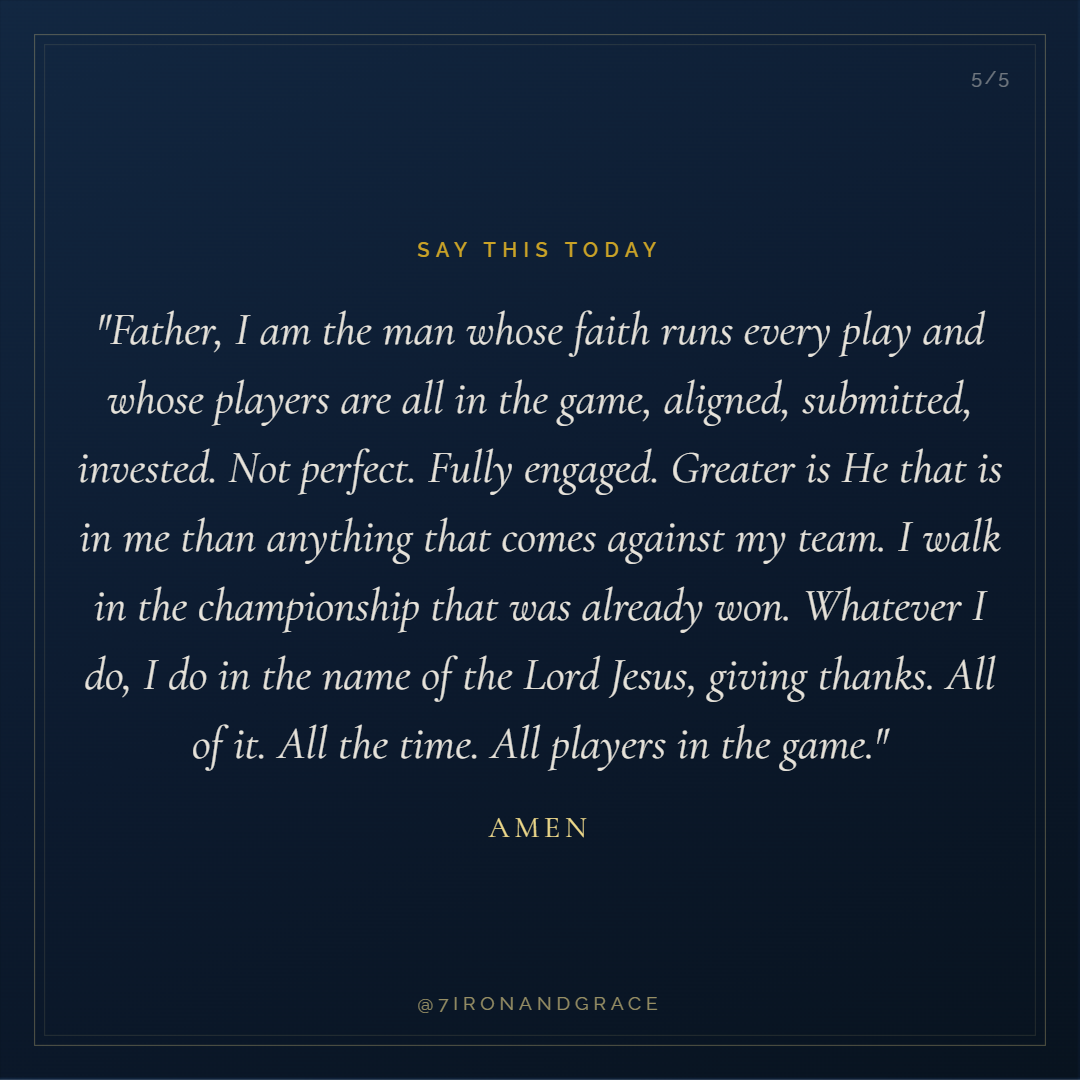 5/5
SAY THIS TODAY
"Father, I am the man whose faith runs every play and
whose players are all in the game, aligned, submitted,
invested. Not perfect. Fully engaged. Greater is He that is
in me than anything that comes against my team. I walk
in the championship that was already won. Whatever I
do, I do in the name of the Lord Jesus, giving thanks. All
of it. All the time. All players in the game."
AMEN
@7IRONANDGRACE